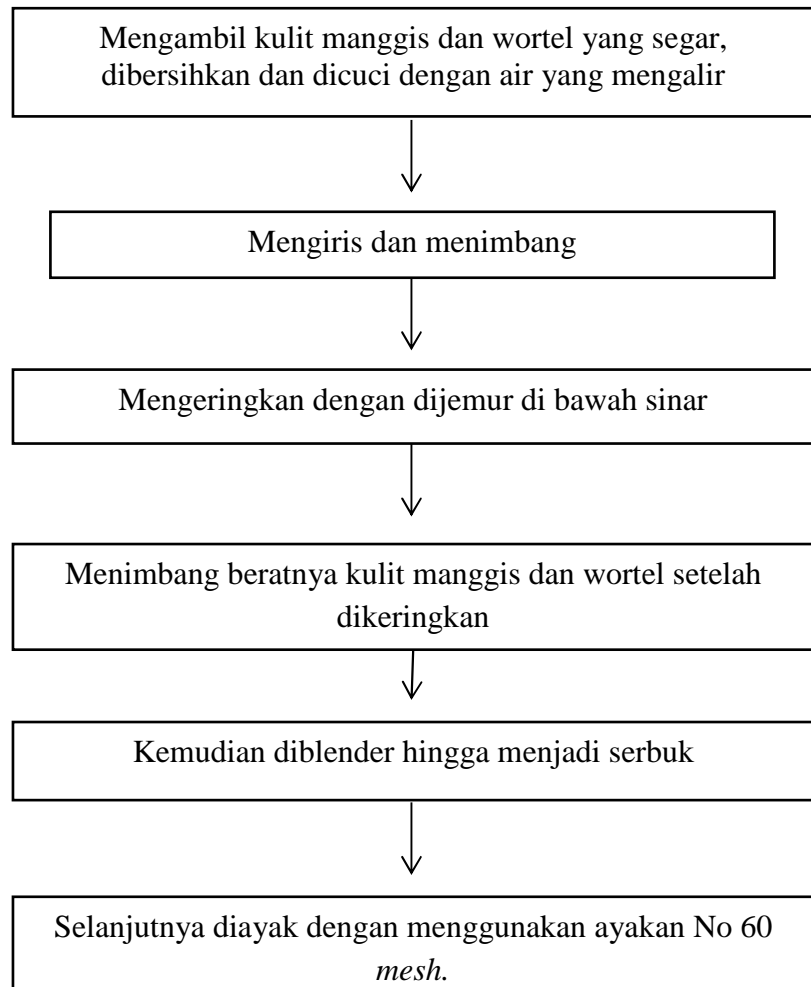 Mengambil kulit manggis dan wortel yang segar,
dibersihkan dan dicuci dengan air yang mengalir
Mengiris dan menimbang
Mengeringkan dengan dijemur di bawah sinar
Menimbang beratnya kulit manggis dan wortel setelah
dikeringkan
Kemudian diblender hingga menjadi serbuk
Selanjutnya diayak dengan menggunakan ayakan No 60
mesh.